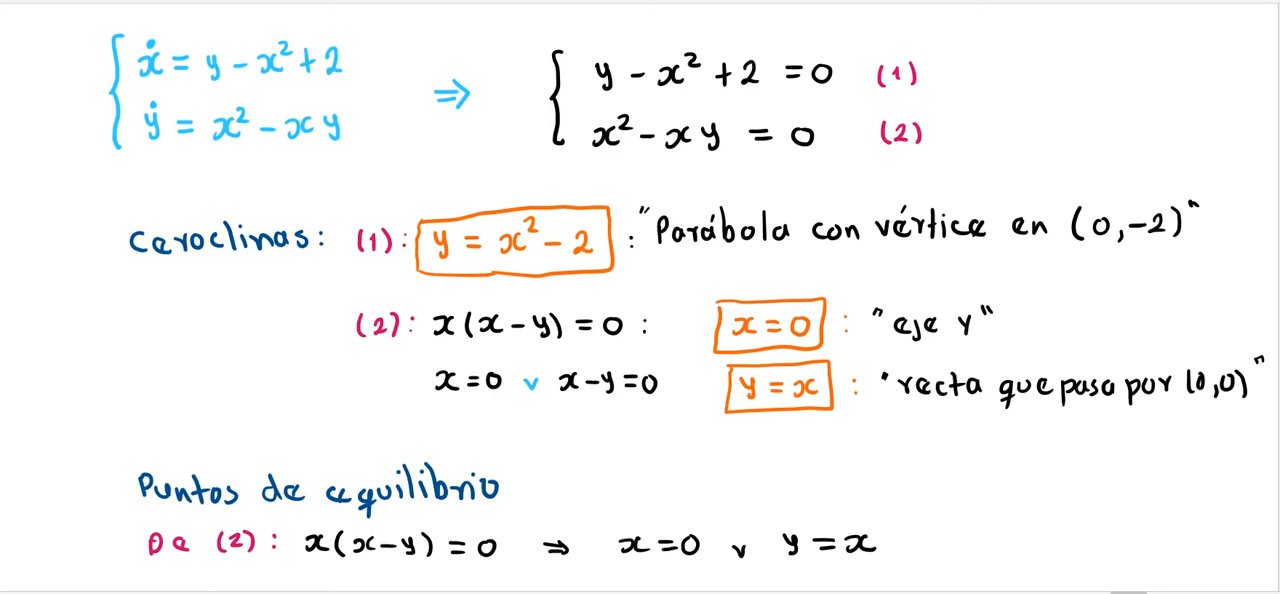 ẋ = y − x² + 2 ⇒ y − x² + 2 = 0 (1)
ẏ = x² − xy x² − xy = 0 (2)
Ceroclinas: (1): y = x² − 2 : "Parábola con vértice en (0,−2)"
(2): x(x − y) = 0 : x = 0 : "eje Y"
x = 0 v x − y = 0 y = x : "recta que pasa por (0,0)"
Puntos de equilibrio
De (2): x(x−y) = 0 ⇒ x = 0 v y = x